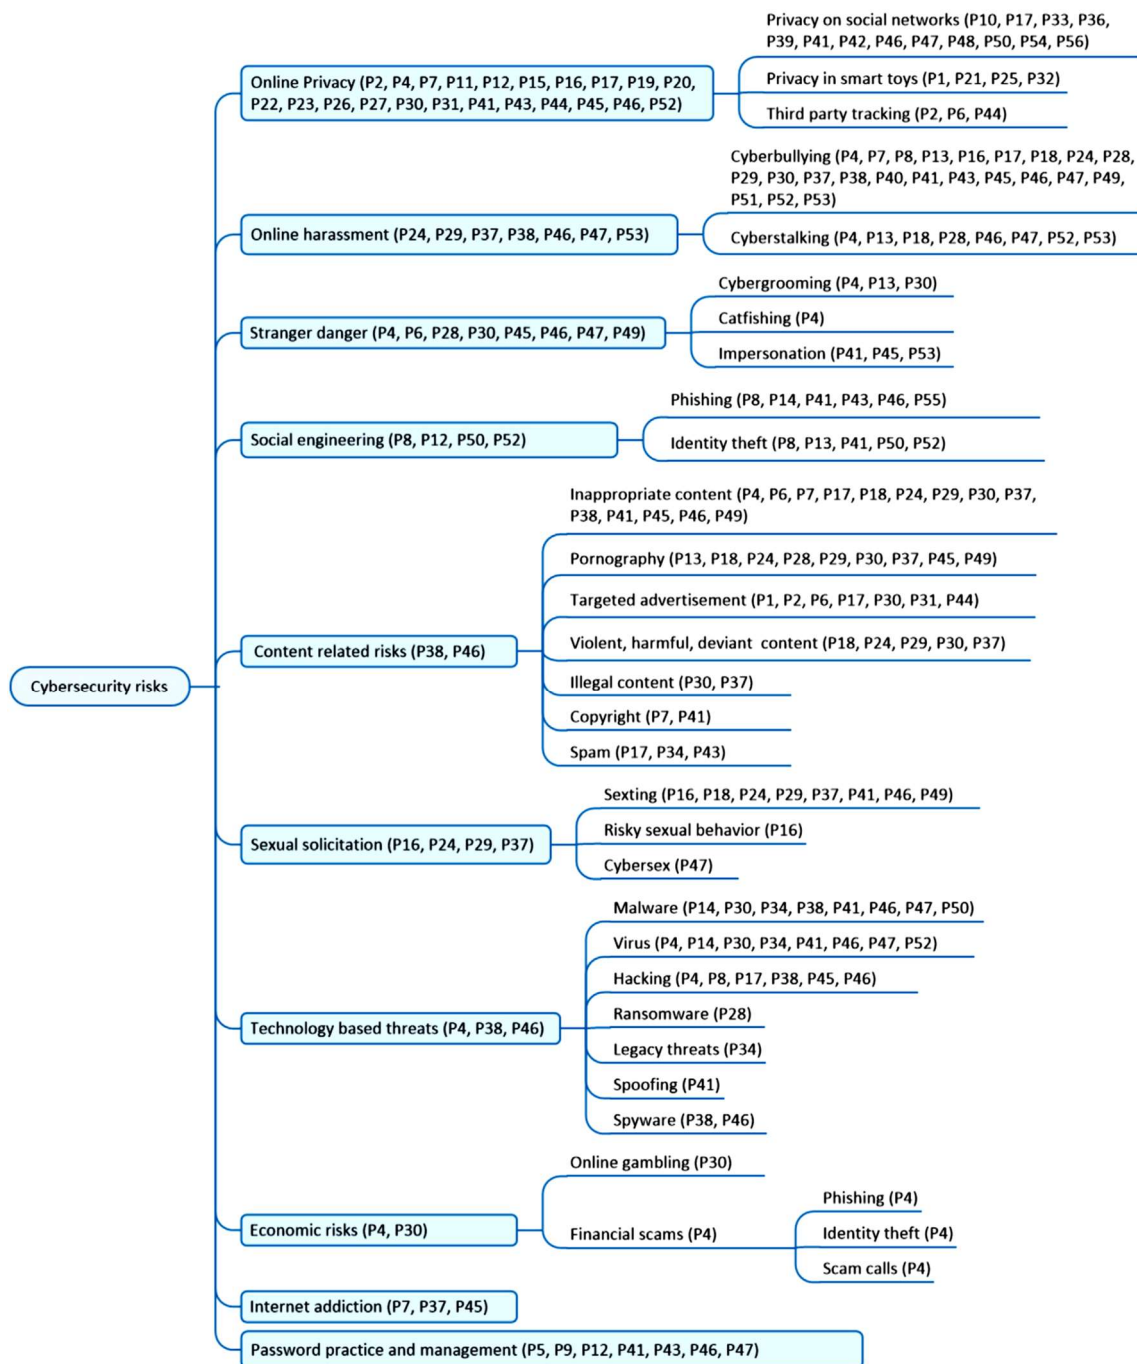 Privacy on social networks (P10, P17, P33, P36,
P39, P41, P42, P46, P47, P48, P50, P54, P56)
Online Privacy (P2, P4, P7, P11, P12, P15, P16, P17, P19, P20,
P22, P23, P26, P27, P30, P31, P41, P43, P44, P45, P46, P52)
Privacy in smart toys (P1, P21, P25, P32)
Third party tracking (P2, P6, P44)
Cyberbullying (P4, P7, P8, P13, P16, P17, P18, P24, P28,
P29, P30, P37, P38, P40, P41, P43, P45, P46, P47, P49,
P51, P52, P53)
Online harassment (P24, P29, P37, P38, P46, P47, P53)
Cyberstalking (P4, P13, P18, P28, P46, P47, P52, P53)
Cybergrooming (P4, P13, P30)
Stranger danger (P4, P6, P28, P30, P45, P46, P47, P49)
Catfishing (P4)
Impersonation (P41, P45, P53)
Phishing (P8, P14, P41, P43, P46, P55)
Social engineering (P8, P12, P50, P52)
Identity theft (P8, P13, P41, P50, P52)
Inappropriate content (P4, P6, P7, P17, P18, P24, P29, P30, P37,
P38, P41, P45, P46, P49)
Pornography (P13, P18, P24, P28, P29, P30, P37, P45, P49)
Targeted advertisement (P1, P2, P6, P17, P30, P31, P44)
Content related risks (P38, P46)
Violent, harmful, deviant content (P18, P24, P29, P30, P37)
Illegal content (P30, P37)
Cybersecurity risks
Copyright (P7, P41)
Spam (P17, P34, P43)
Sexting (P16, P18, P24, P29, P37, P41, P46, P49)
Sexual solicitation (P16, P24, P29, P37)
Risky sexual behavior (P16)
Cybersex (P47)
Malware (P14, P30, P34, P38, P41, P46, P47, P50)
Virus (P4, P14, P30, P34, P41, P46, P47, P52)
Hacking (P4, P8, P17, P38, P45, P46)
Ransomware (P28)
Technology based threats (P4, P38, P46)
Legacy threats (P34)
Spoofing (P41)
Spyware (P38, P46)
Online gambling (P30)
Economic risks (P4, P30)
Financial scams (P4)
Phishing (P4)
Identity theft (P4)
Scam calls (P4)
Internet addiction (P7, P37, P45)
Password practice and management (P5, P9, P12, P41, P43, P46, P47)